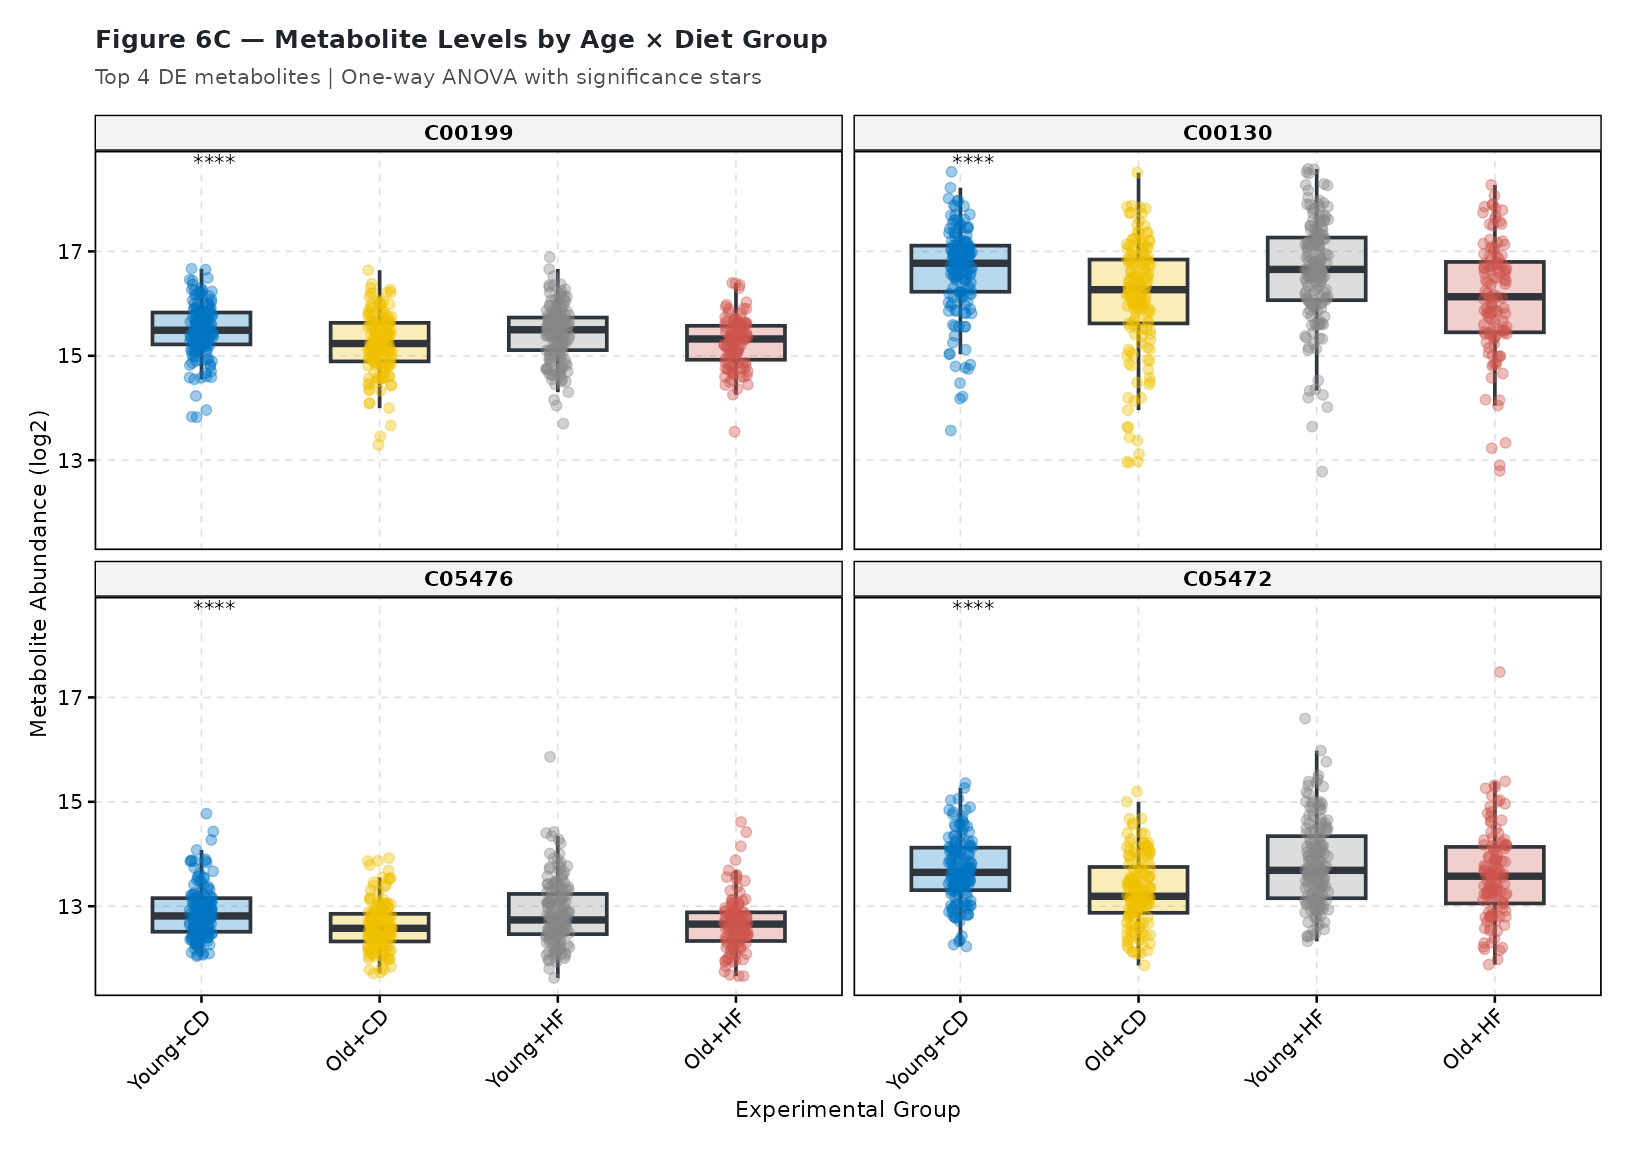 Figure 6C — Metabolite Levels by Age × Diet Group
Top 4 DE metabolites | One-way ANOVA with significance stars
C00199
C00130
****
****
17
15
13
C05476
C05472
****
****
17
15
13
Metabolite Abundance (log2)
Young+CD
Old+CD
Young+HF
Old+HF
Young+CD
Old+CD
Young+HF
Old+HF
Experimental Group